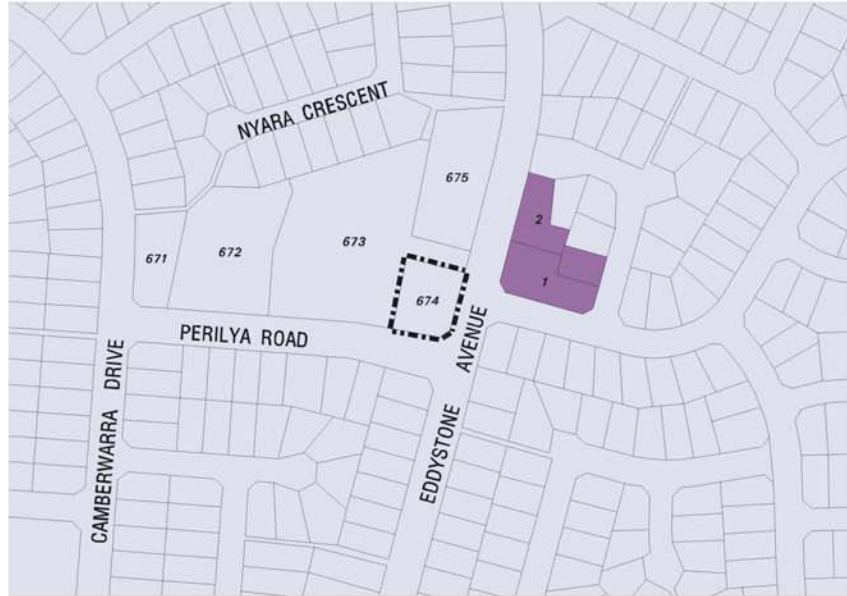 NYARA CRESCENT
675
2
673
672
671
1
674
PERILYA ROAD
EDDYSTONE AVENUE
CAMBERWARRA DRIVE